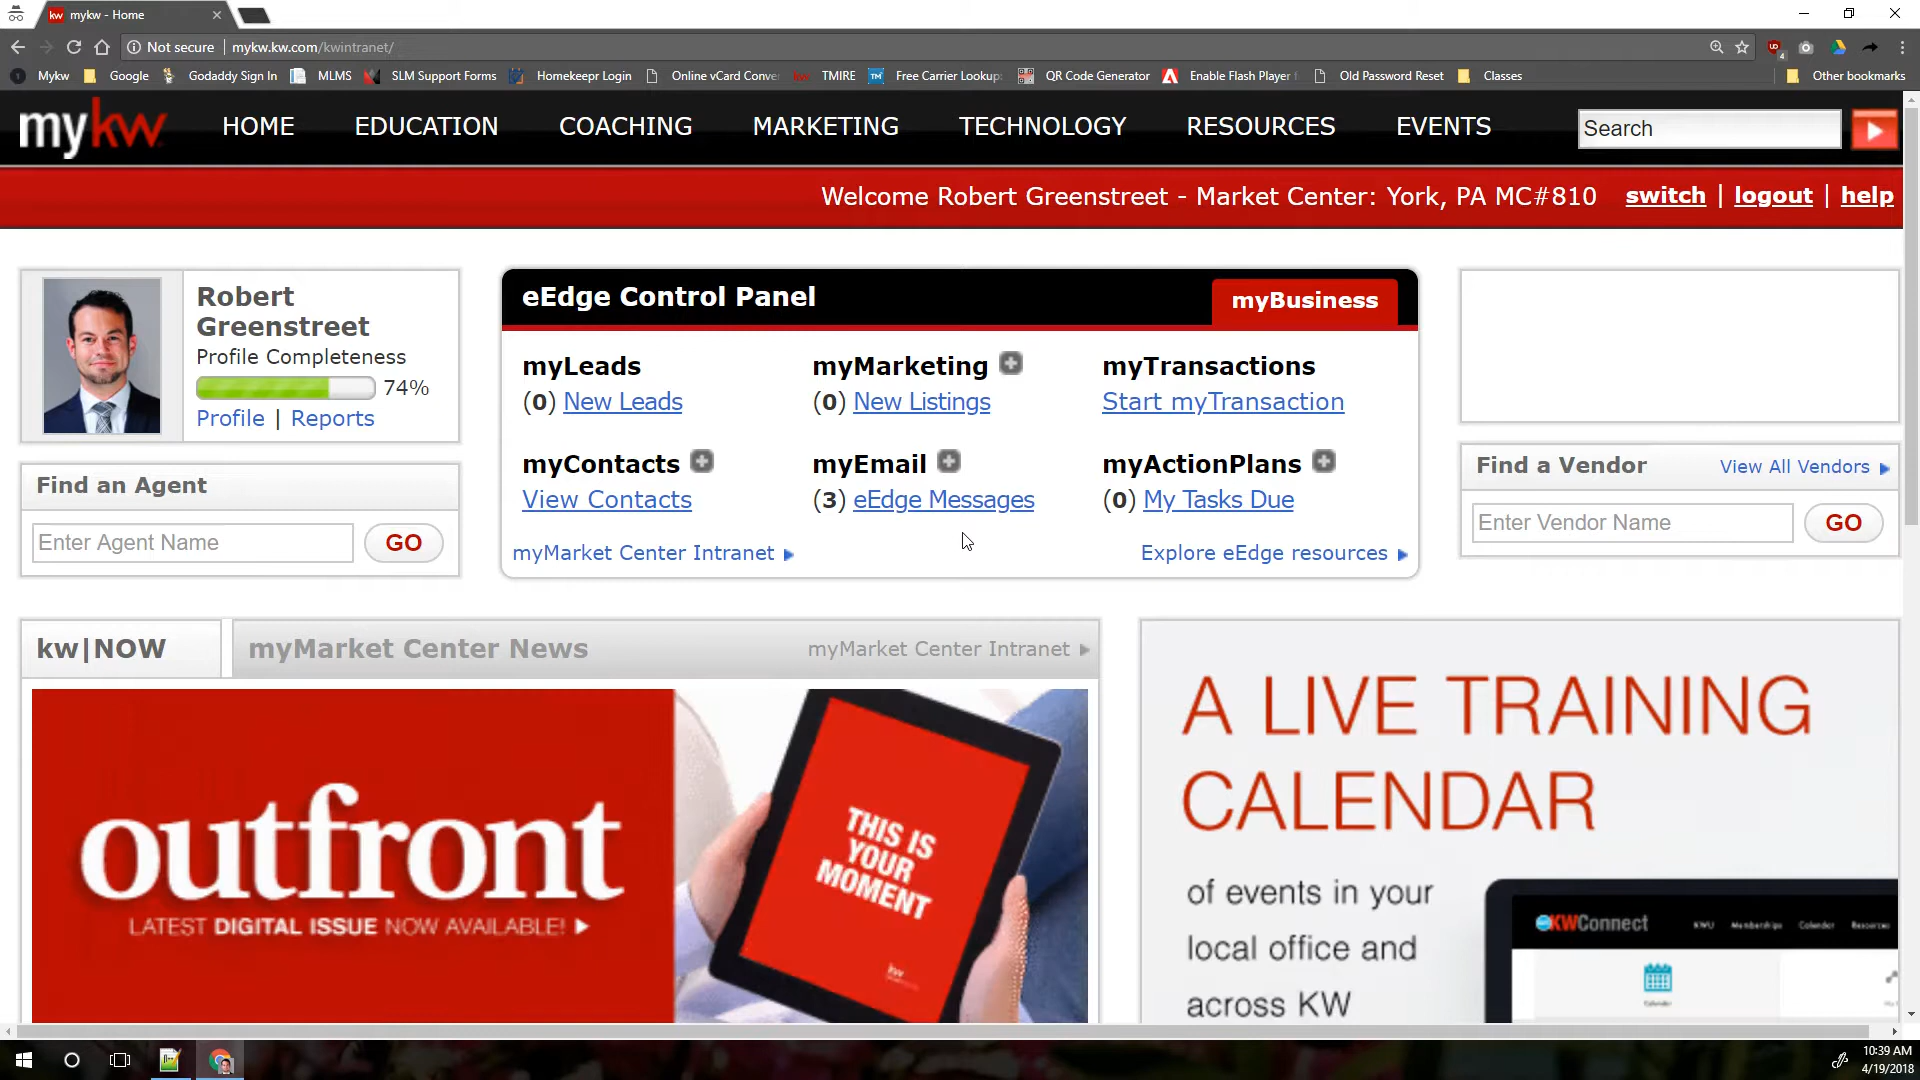 mykw - Home
Not secure | mykw.kw.com/kwintranet/
Mykw Google Godaddy Sign In MLMS SLM Support Forms Homekeepr Login Online vCard Conve TMIRE Free Carrier Lookup: QR Code Generator Enable Flash Player Old Password Reset Classes Other bookmarks
mykw HOME EDUCATION COACHING MARKETING TECHNOLOGY RESOURCES EVENTS Search
Welcome Robert Greenstreet - Market Center: York, PA MC#810 switch | logout | help
Robert
Greenstreet
Profile Completeness
74%
Profile | Reports
Find an Agent
Enter Agent Name GO
eEdge Control Panel myBusiness
myLeads myMarketing myTransactions
(0) New Leads (0) New Listings Start myTransaction
myContacts myEmail myActionPlans
View Contacts (3) eEdge Messages (0) My Tasks Due
myMarket Center Intranet Explore eEdge resources
Find a Vendor View All Vendors
Enter Vendor Name GO
kw|NOW myMarket Center News myMarket Center Intranet
outfront
LATEST DIGITAL ISSUE NOW AVAILABLE!
THIS IS
YOUR
MOMENT
kw
A LIVE TRAINING
CALENDAR
of events in your
local office and
across KW
KWConnect KWU Memberships Calendar Resources
Calendar
10:39 AM
4/19/2018